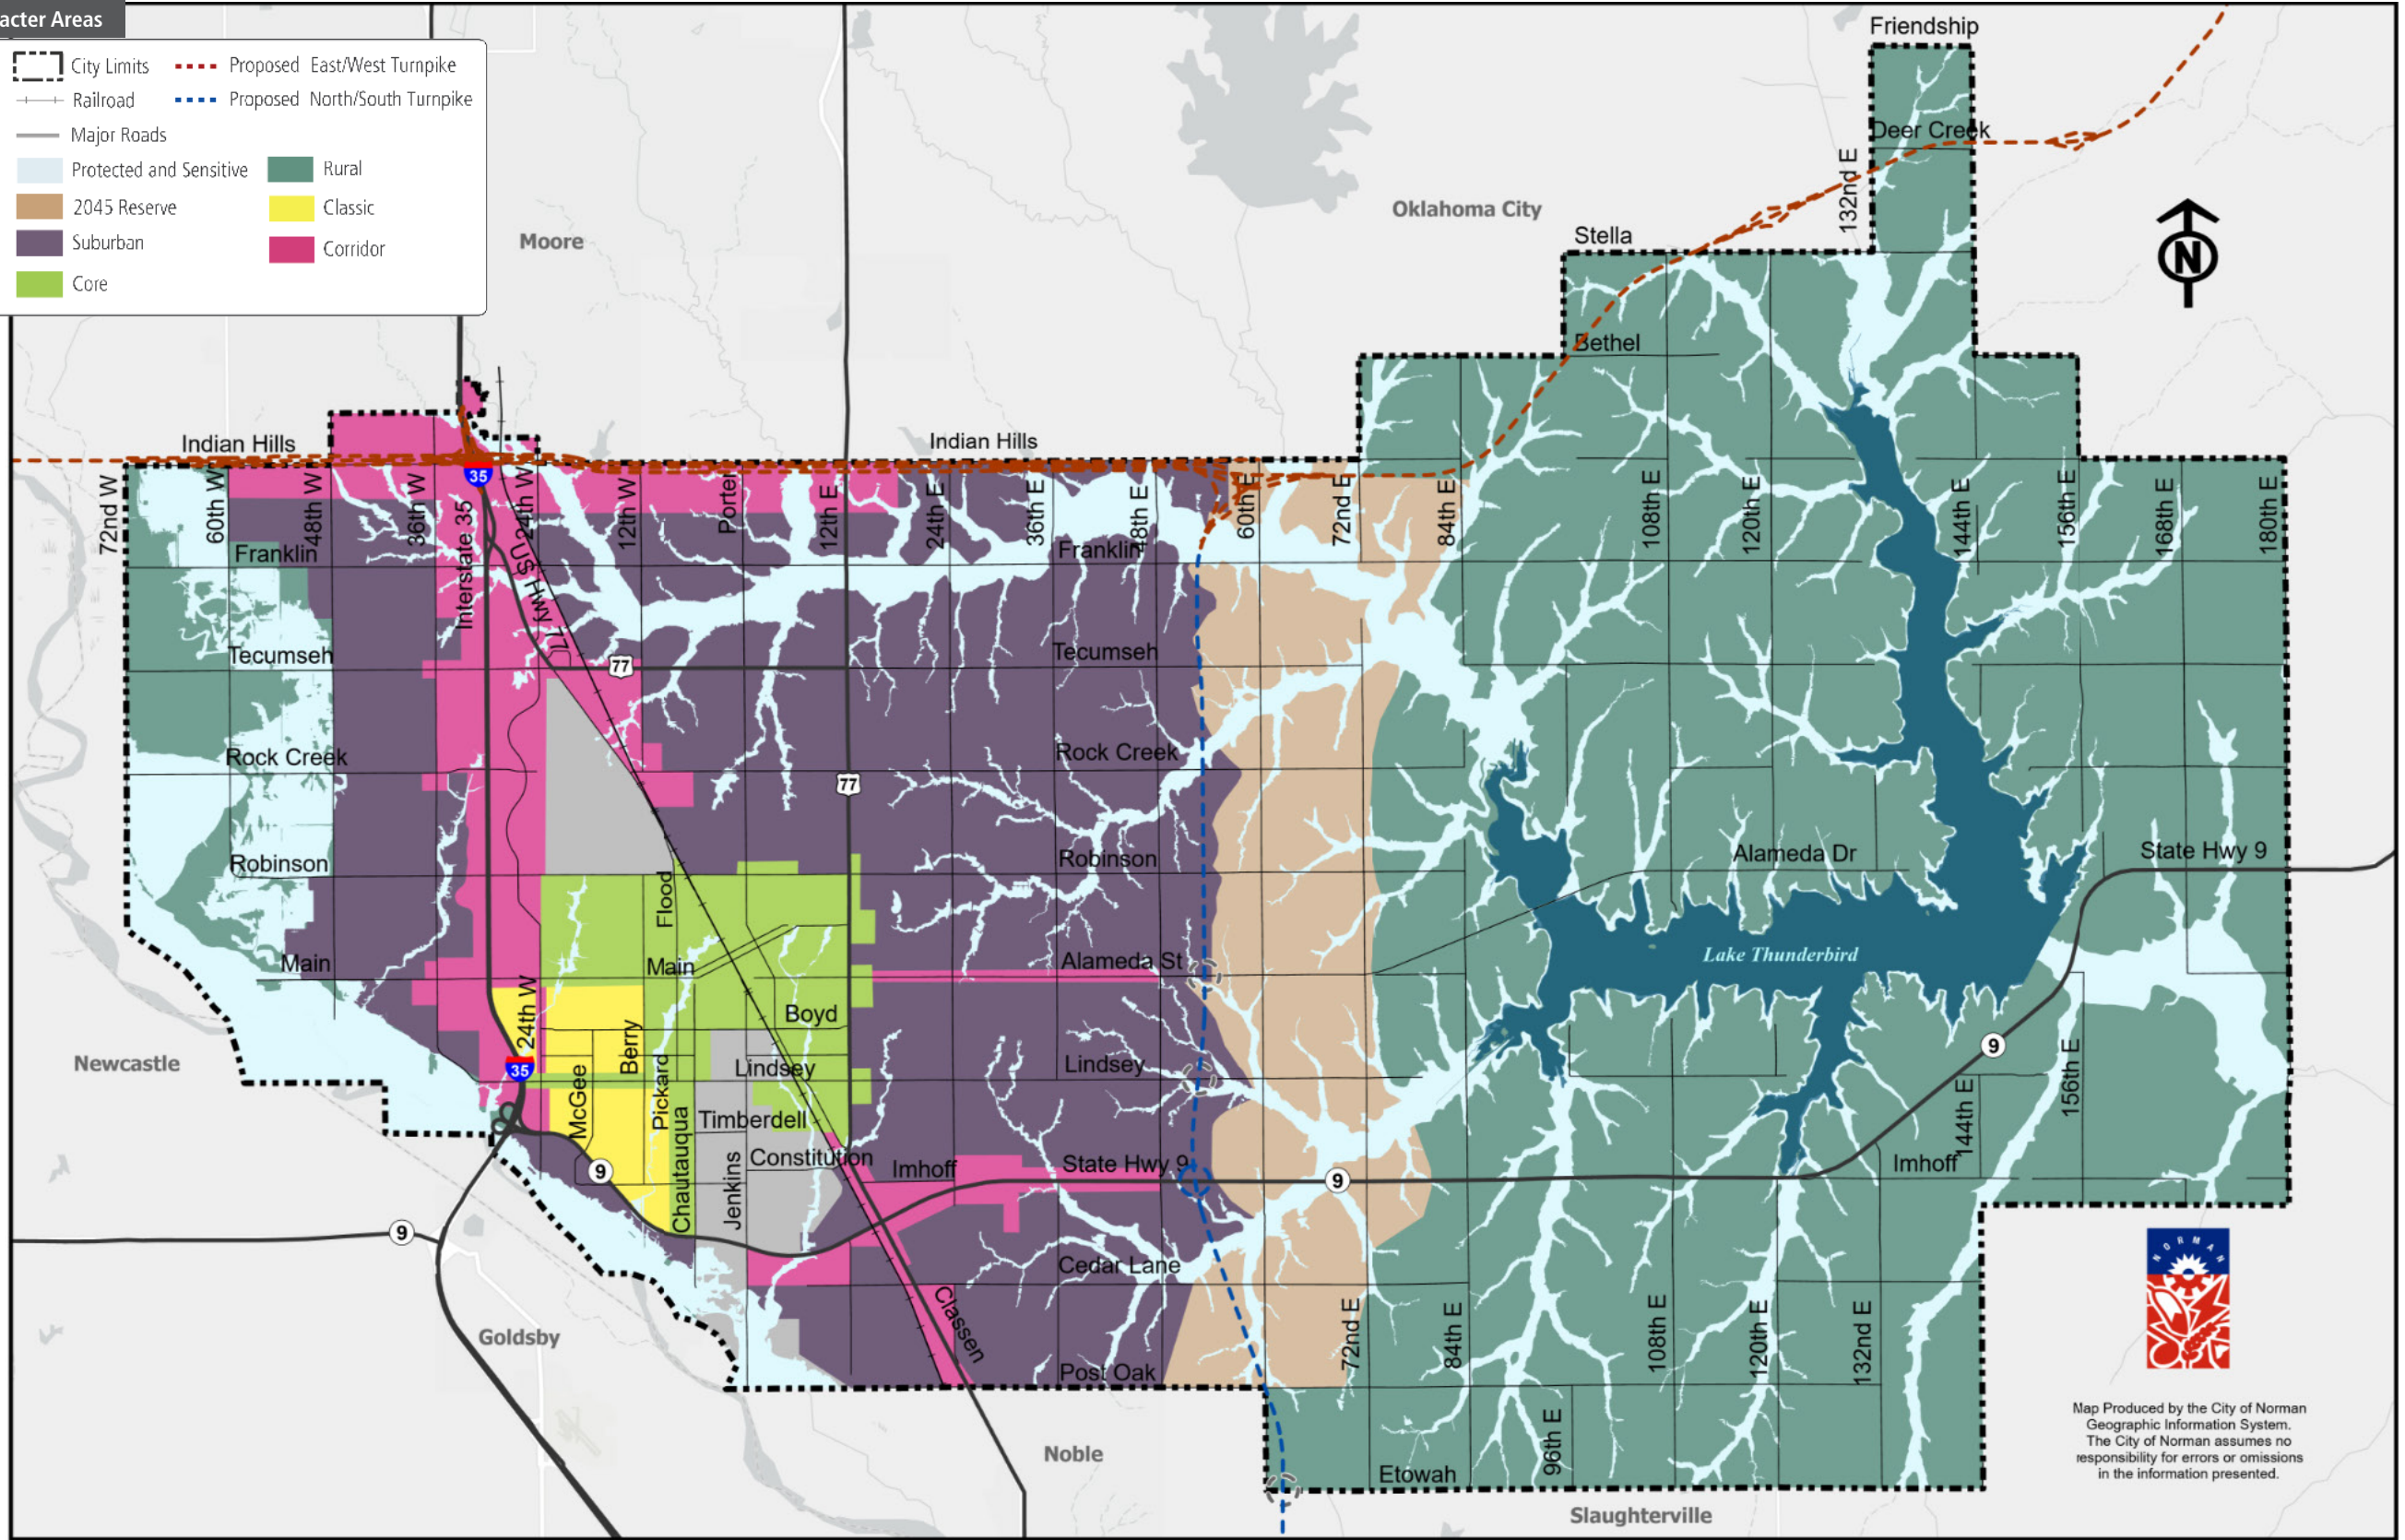 acter Areas
City Limits
Proposed East/West Turnpike
Railroad
Proposed North/South Turnpike
Major Roads
Protected and Sensitive
Rural
2045 Reserve
Classic
Suburban
Corridor
Core
Friendship
Deer Creek
132nd E
Oklahoma City
Stella
Moore
N
Bethel
Indian Hills
Indian Hills
35
72nd W
60th W
48th W
36th W
Interstate 35
24th W
US Hwy 77
12th W
Porter
12th E
24th E
36th E
48th E
60th E
72nd E
84th E
108th E
120th E
144th E
156th E
168th E
180th E
Franklin
Franklin
Tecumseh
77
Tecumseh
Rock Creek
77
Rock Creek
Robinson
Flood
Robinson
Alameda Dr
State Hwy 9
Main
Main
Alameda St
Lake Thunderbird
24th W
Boyd
Berry
35
Newcastle
McGee
Pickard
Lindsey
Lindsey
9
156th E
144th E
Chautauqua
Timberdell
Jenkins
Constitution
Imhoff
State Hwy 9
Imhoff
9
9
9
Cedar Lane
NORMAN
Classen
Goldsby
Post Oak
72nd E
84th E
108th E
120th E
132nd E
96th E
Noble
Etowah
Slaughterville
Map Produced by the City of Norman
Geographic Information System.
The City of Norman assumes no
responsibility for errors or omissions
in the information presented.